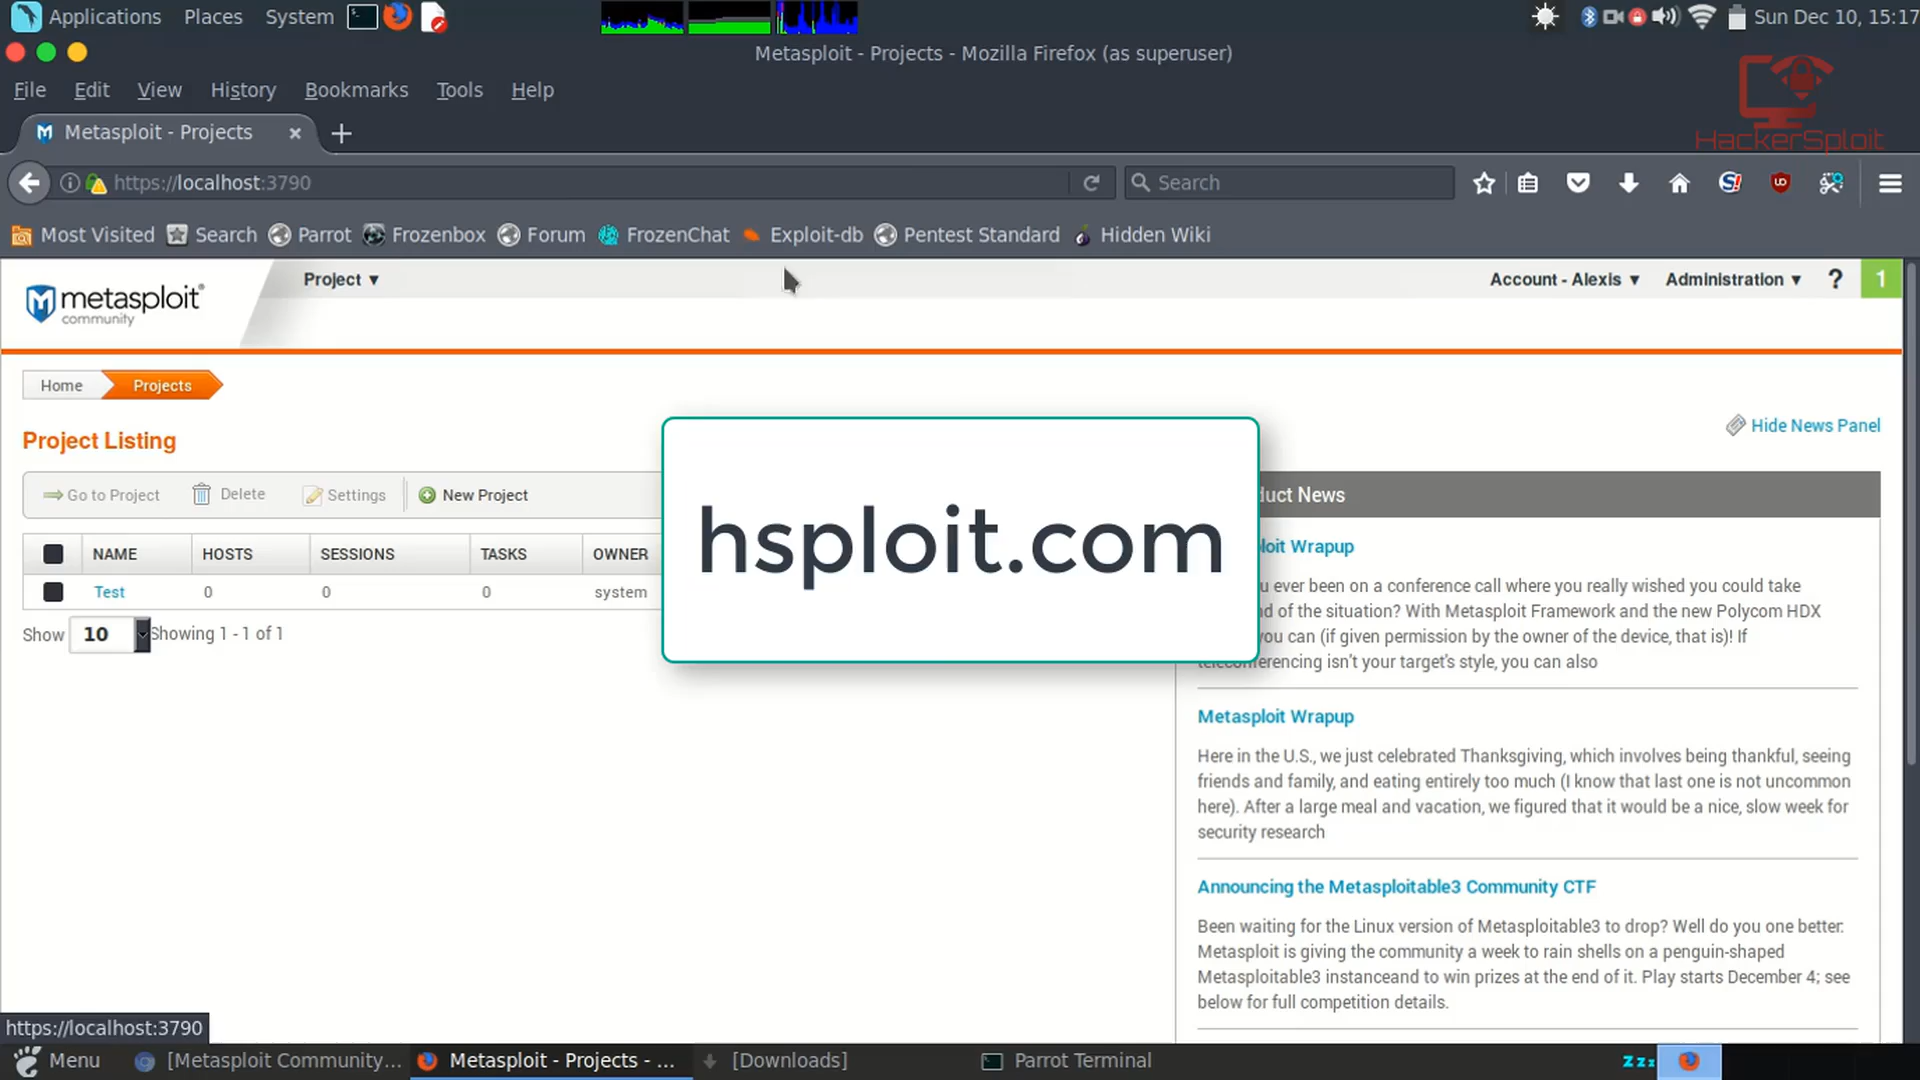 Applications Places System
Sun Dec 10, 15:17
Metasploit - Projects - Mozilla Firefox (as superuser)
File Edit View History Bookmarks Tools Help
HackerSploit
Metasploit - Projects
https://localhost:3790
Search
Most Visited Search Parrot Frozenbox Forum FrozenChat Exploit-db Pentest Standard Hidden Wiki
metasploit
community
Project ▼
Account - Alexis ▼ Administration ▼ ? 1
Home Projects
Hide News Panel
Project Listing
Go to Project Delete Settings New Project
NAME HOSTS SESSIONS TASKS OWNER
Test 0 0 0 system
Show 10 Showing 1 - 1 of 1
hsploit.com
duct News
loit Wrapup
u ever been on a conference call where you really wished you could take
nd of the situation? With Metasploit Framework and the new Polycom HDX
you can (if given permission by the owner of the device, that is)! If
teleconferencing isn't your target's style, you can also
Metasploit Wrapup
Here in the U.S., we just celebrated Thanksgiving, which involves being thankful, seeing
friends and family, and eating entirely too much (I know that last one is not uncommon
here). After a large meal and vacation, we figured that it would be a nice, slow week for
security research
Announcing the Metasploitable3 Community CTF
Been waiting for the Linux version of Metasploitable3 to drop? Well do you one better:
Metasploit is giving the community a week to rain shells on a penguin-shaped
Metasploitable3 instanceand to win prizes at the end of it. Play starts December 4; see
below for full competition details.
https://localhost:3790
Menu [Metasploit Community... Metasploit - Projects - ... [Downloads] Parrot Terminal
Zzz